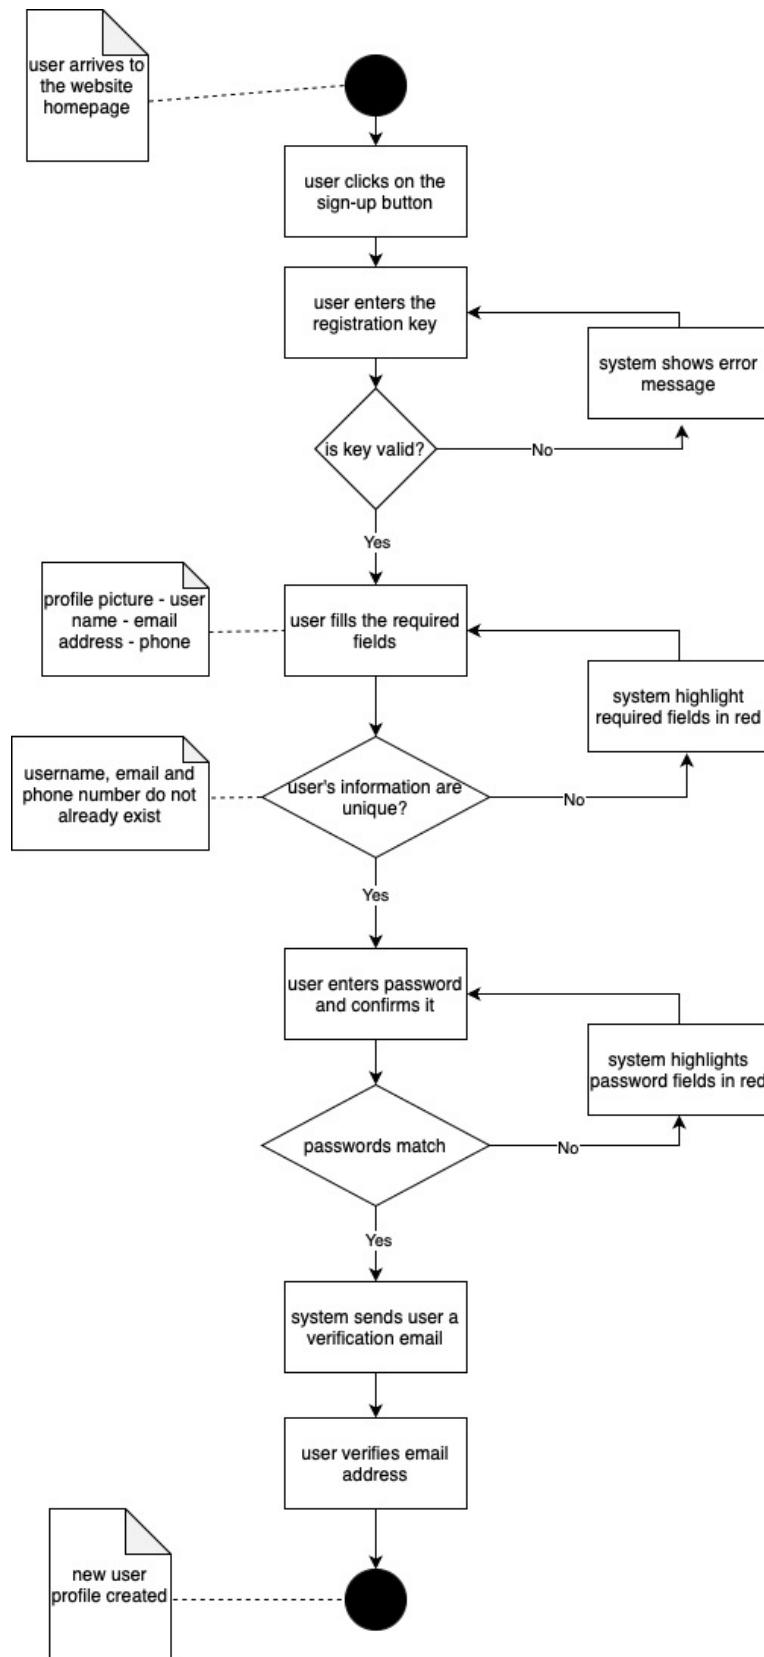 user arrives to
the website
homepage
user clicks on the
sign-up button
user enters the
registration key
system shows error
message
is key valid?
No
Yes
profile picture - user
name - email
address - phone
user fills the required
fields
system highlight
required fields in red
username, email and
phone number do not
already exist
user's information are
unique?
No
Yes
user enters password
and confirms it
system highlights
password fields in red
passwords match
No
Yes
system sends user a
verification email
user verifies email
address
new user
profile created